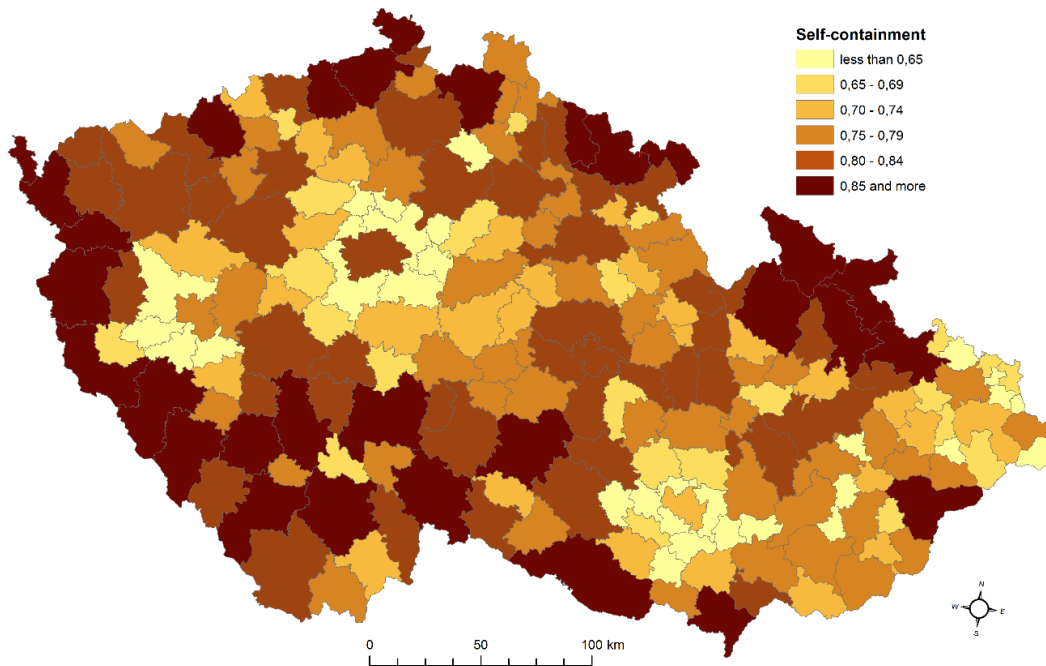 Self-containment
less than 0,65
0,65 - 0,69
0,70 - 0,74
0,75 - 0,79
0,80 - 0,84
0,85 and more
N
W E
S
0 50 100 km